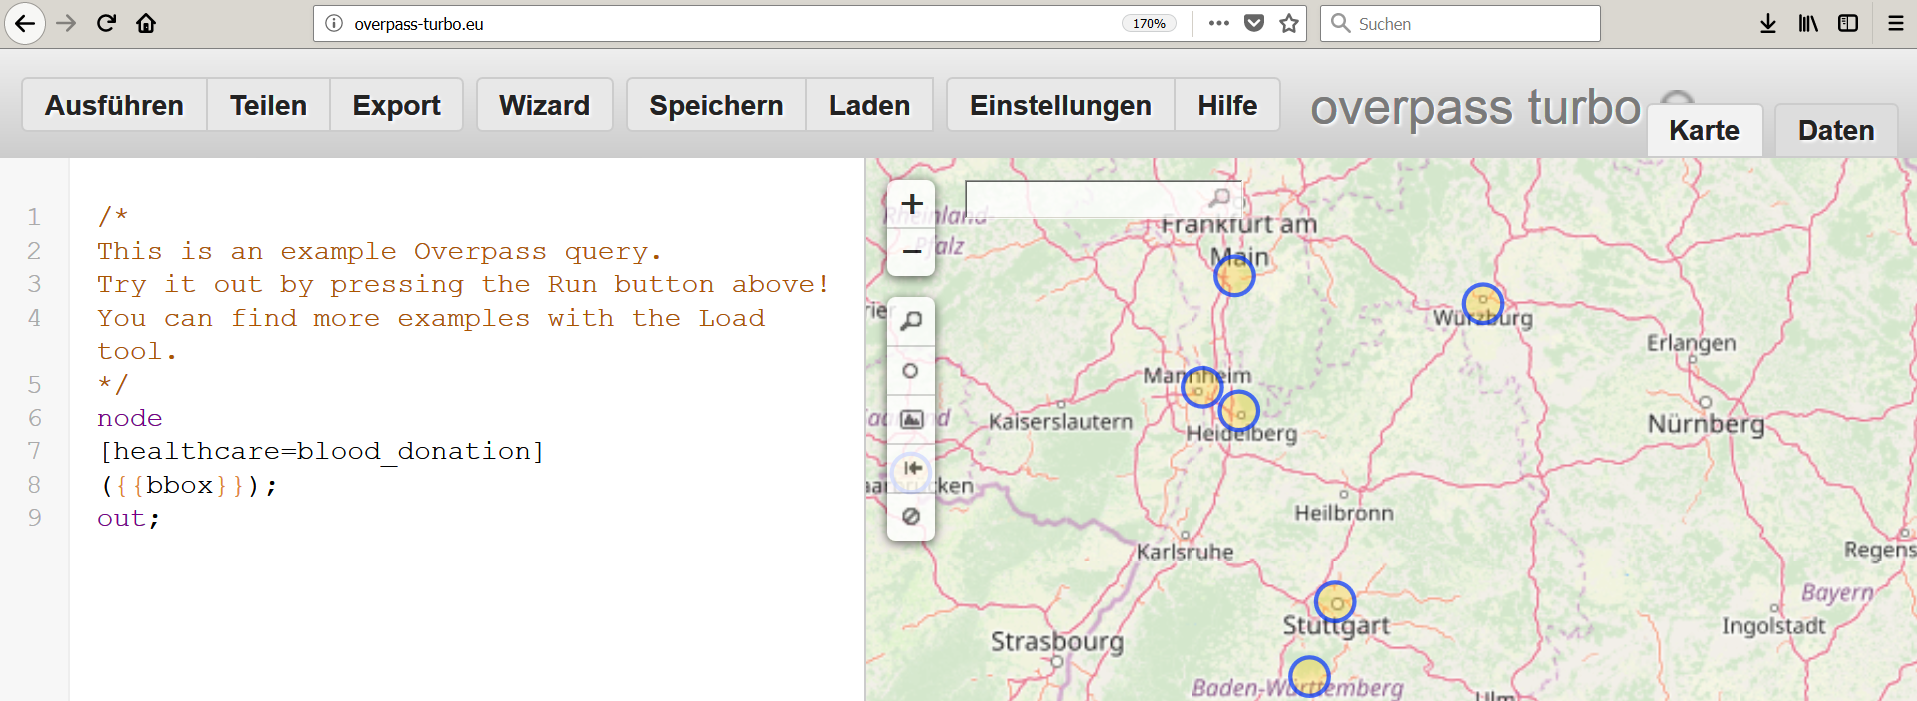 overpass-turbo.eu
170%
Suchen
Ausführen Teilen Export Wizard Speichern Laden Einstellungen Hilfe
overpass turbo
Karte Daten
1 /*
2 This is an example Overpass query.
3 Try it out by pressing the Run button above!
4 You can find more examples with the Load
tool.
5 */
6 node
7 [healthcare=blood_donation]
8 ({{bbox}});
9 out;
+
−
Rheinland-
Pfalz
Frankfurt am
Main
Würzburg
Erlangen
Mannheim
Kaiserslautern
Heidelberg
Nürnberg
Heilbronn
Karlsruhe
Regens
Bayern
Stuttgart
Ingolstadt
Strasbourg
Baden-Württemberg
Ulm